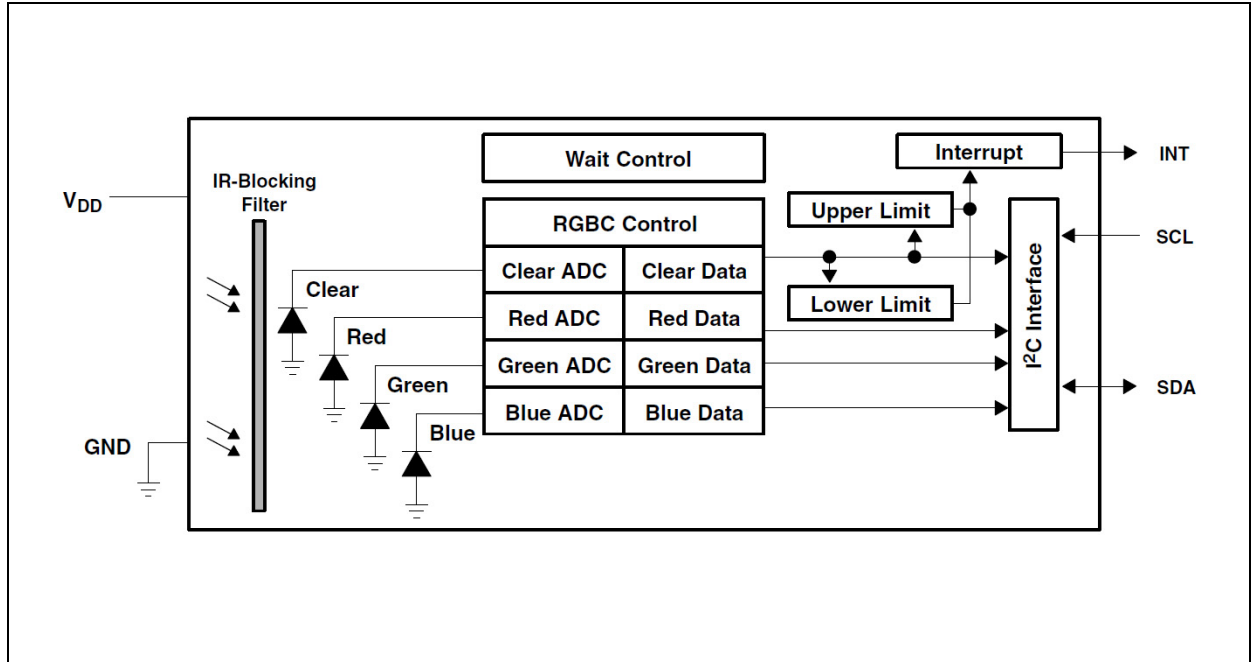 Wait Control
Interrupt
INT
IR-Blocking
Filter
V_DD
Upper Limit
RGBC Control
SCL
Clear ADC
Clear Data
Clear
Lower Limit
Red ADC
Red Data
Red
I²C Interface
Green ADC
Green Data
Green
SDA
Blue ADC
Blue Data
Blue
GND